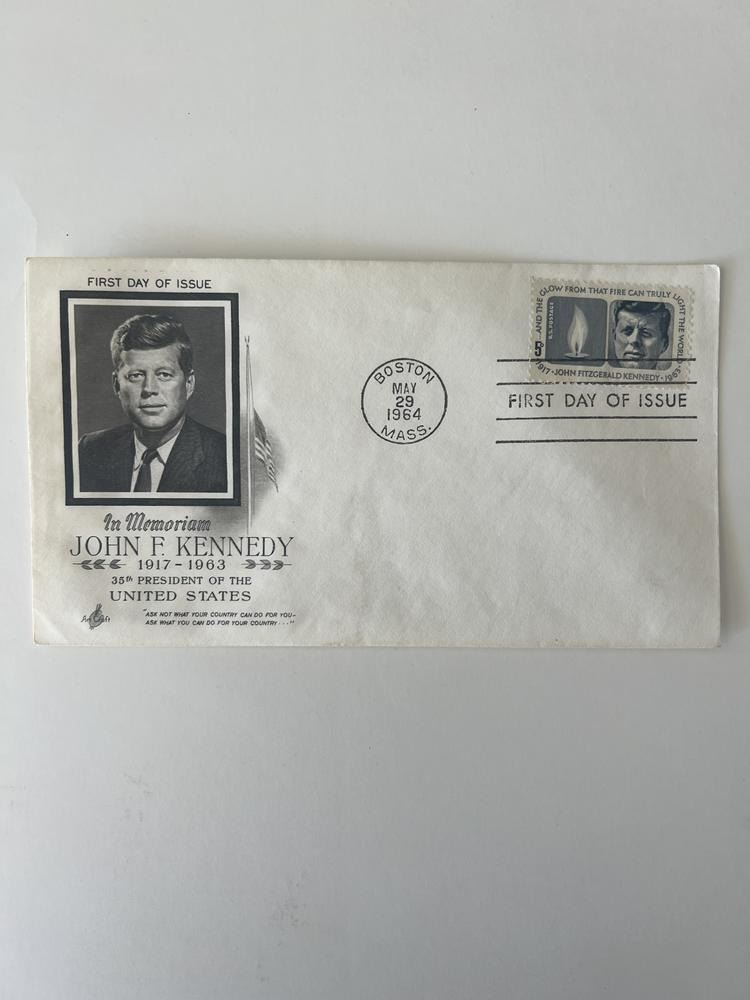 FIRST DAY OF ISSUE
In Memoriam
JOHN F. KENNEDY
1917 - 1963
35th PRESIDENT OF THE
UNITED STATES
"ASK NOT WHAT YOUR COUNTRY CAN DO FOR YOU-
ASK WHAT YOU CAN DO FOR YOUR COUNTRY..."
Art Craft
BOSTON
MAY
29
1964
MASS.
...AND THE GLOW FROM THAT FIRE CAN TRULY LIGHT THE WORLD
U.S. POSTAGE
5¢
1917 · JOHN FITZGERALD KENNEDY · 1963
FIRST DAY OF ISSUE